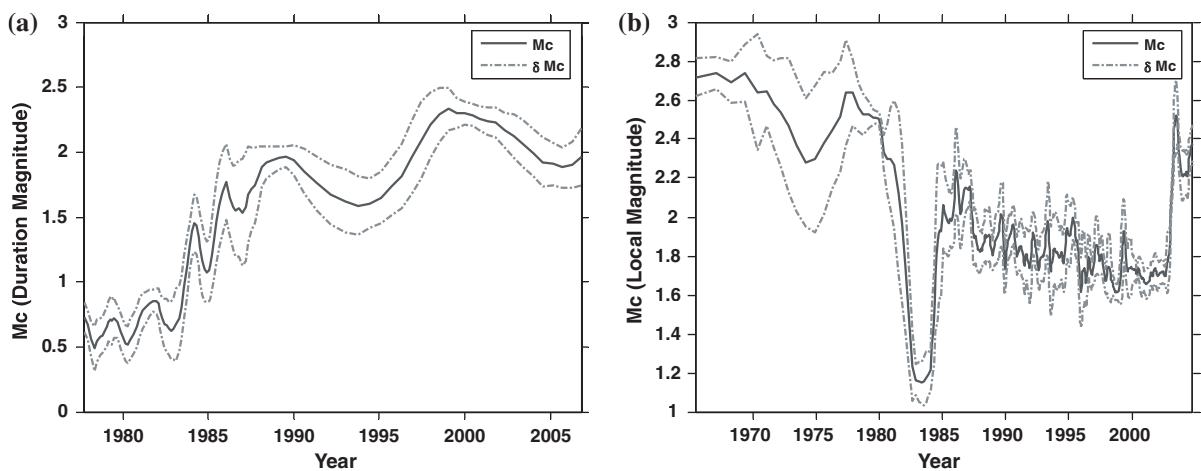 (a)
3
2.5
2
1.5
1
0.5
0
Mc (Duration Magnitude)
Mc
δ Mc
1980 1985 1990 1995 2000 2005
Year
(b)
3
2.8
2.6
2.4
2.2
2
1.8
1.6
1.4
1.2
1
Mc (Local Magnitude)
Mc
δ Mc
1970 1975 1980 1985 1990 1995 2000
Year